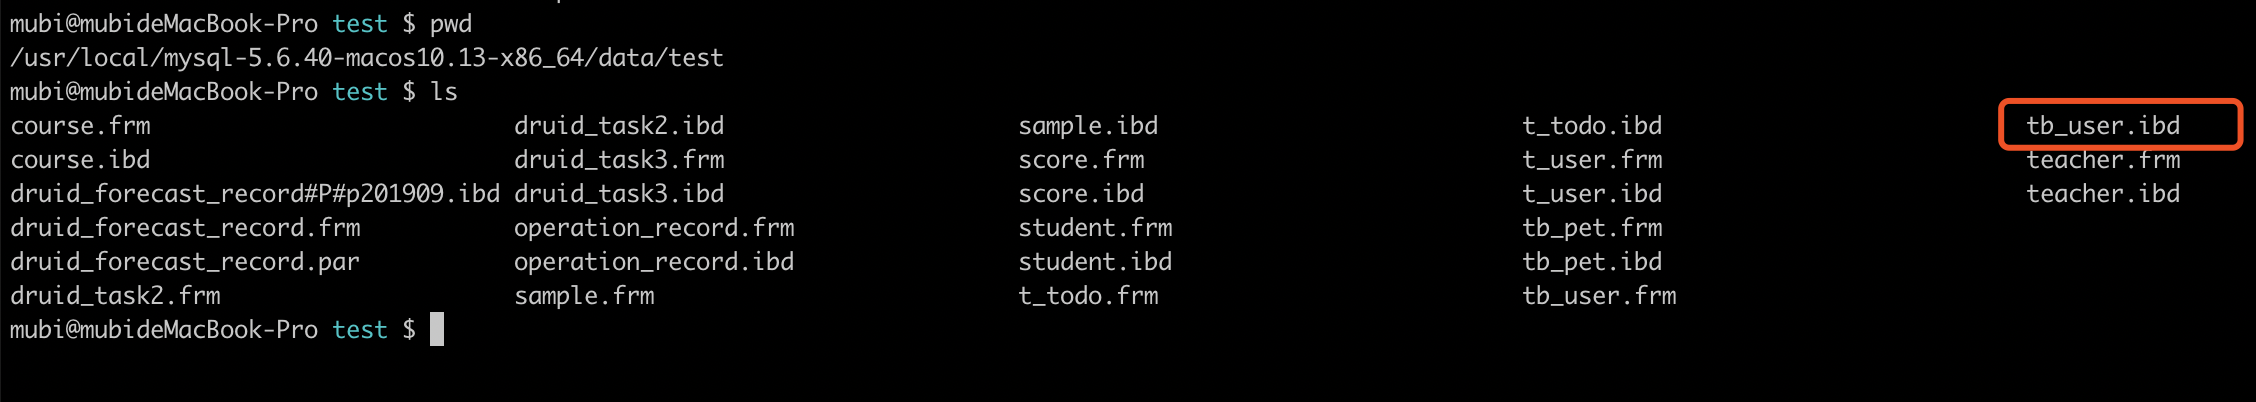 mubi@mubideMacBook-Pro test $ pwd
/usr/local/mysql-5.6.40-macos10.13-x86_64/data/test
mubi@mubideMacBook-Pro test $ ls
course.frm druid_task2.ibd sample.ibd t_todo.ibd tb_user.ibd
course.ibd druid_task3.frm score.frm t_user.frm teacher.frm
druid_forecast_record#P#p201909.ibd druid_task3.ibd score.ibd t_user.ibd teacher.ibd
druid_forecast_record.frm operation_record.frm student.frm tb_pet.frm
druid_forecast_record.par operation_record.ibd student.ibd tb_pet.ibd
druid_task2.frm sample.frm t_todo.frm tb_user.frm
mubi@mubideMacBook-Pro test $